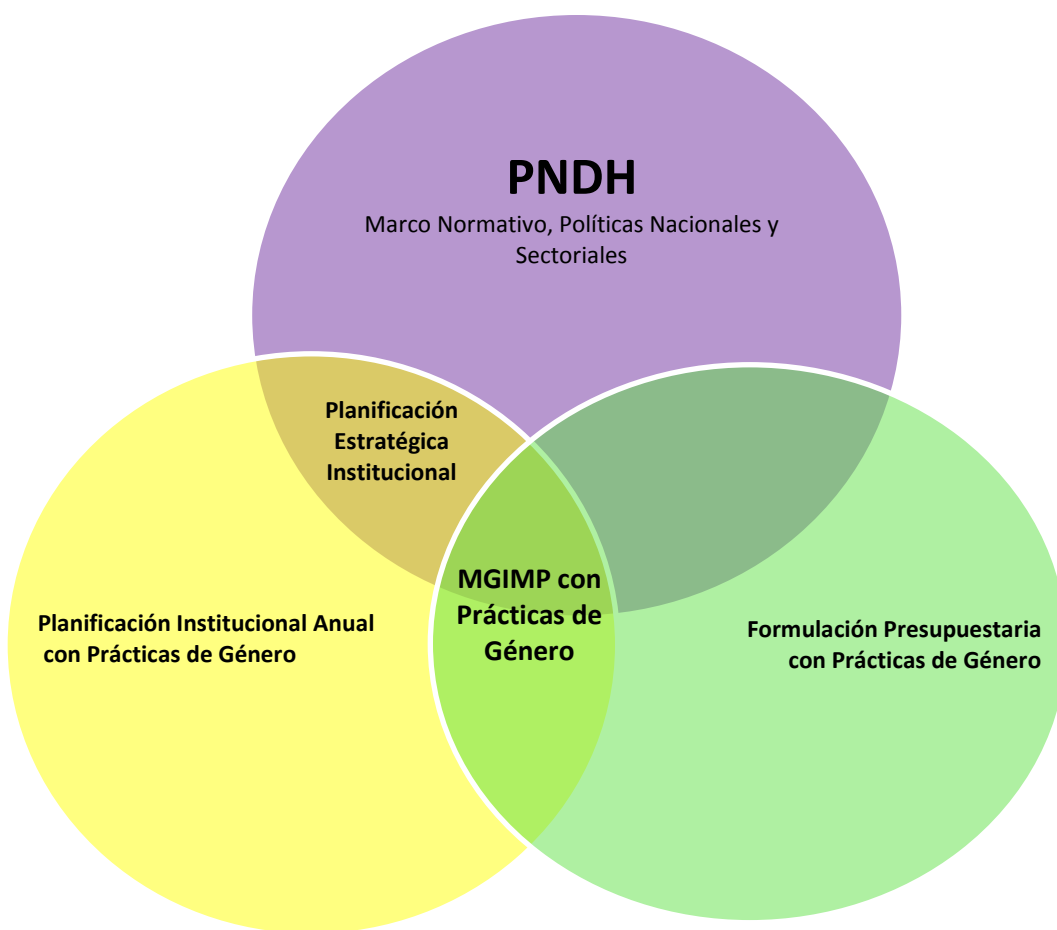 PNDH
Marco Normativo, Políticas Nacionales y
Sectoriales
Planificación
Estratégica
Institucional
MGIMP con
Prácticas de
Género
Planificación Institucional Anual
con Prácticas de Género
Formulación Presupuestaria
con Prácticas de Género